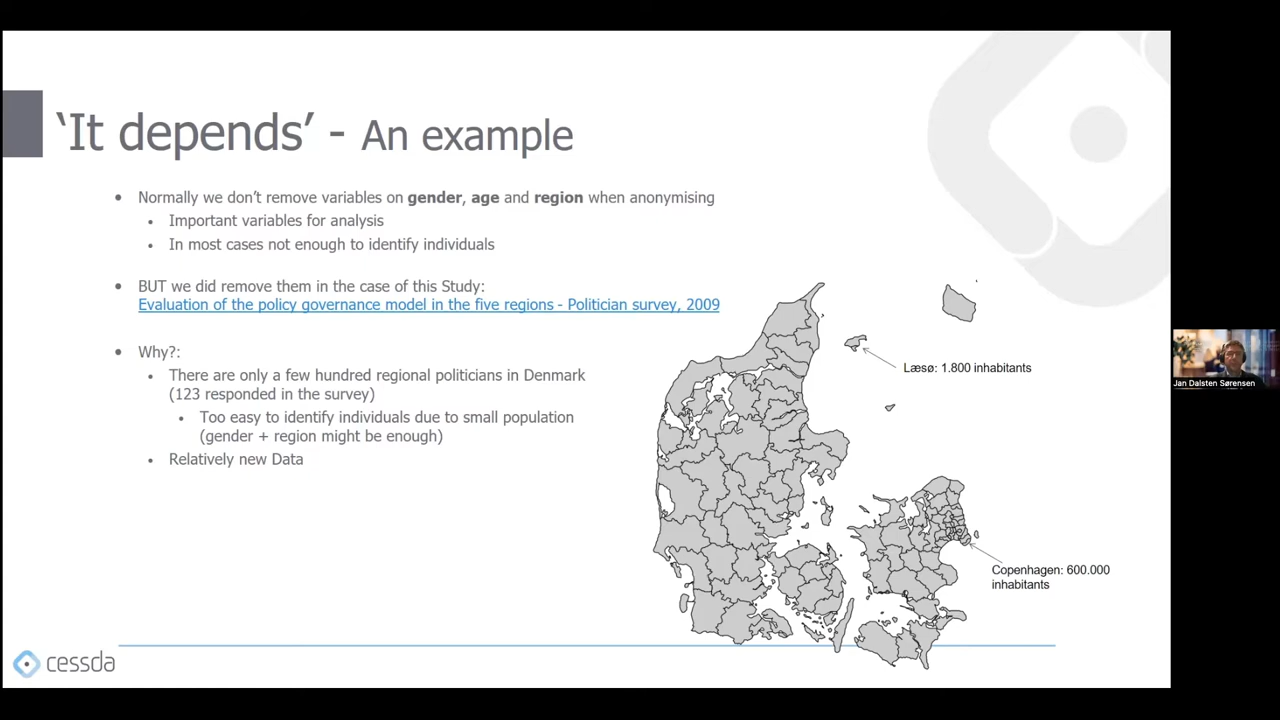 ‘It depends’ - An example
• Normally we don’t remove variables on gender, age and region when anonymising
• Important variables for analysis
• In most cases not enough to identify individuals
• BUT we did remove them in the case of this Study:
Evaluation of the policy governance model in the five regions - Politician survey, 2009
• Why?:
• There are only a few hundred regional politicians in Denmark
(123 responded in the survey)
• Too easy to identify individuals due to small population
(gender + region might be enough)
• Relatively new Data
Læsø: 1.800 inhabitants
Copenhagen: 600.000
inhabitants
cessda
Jan Dalsten Sørensen